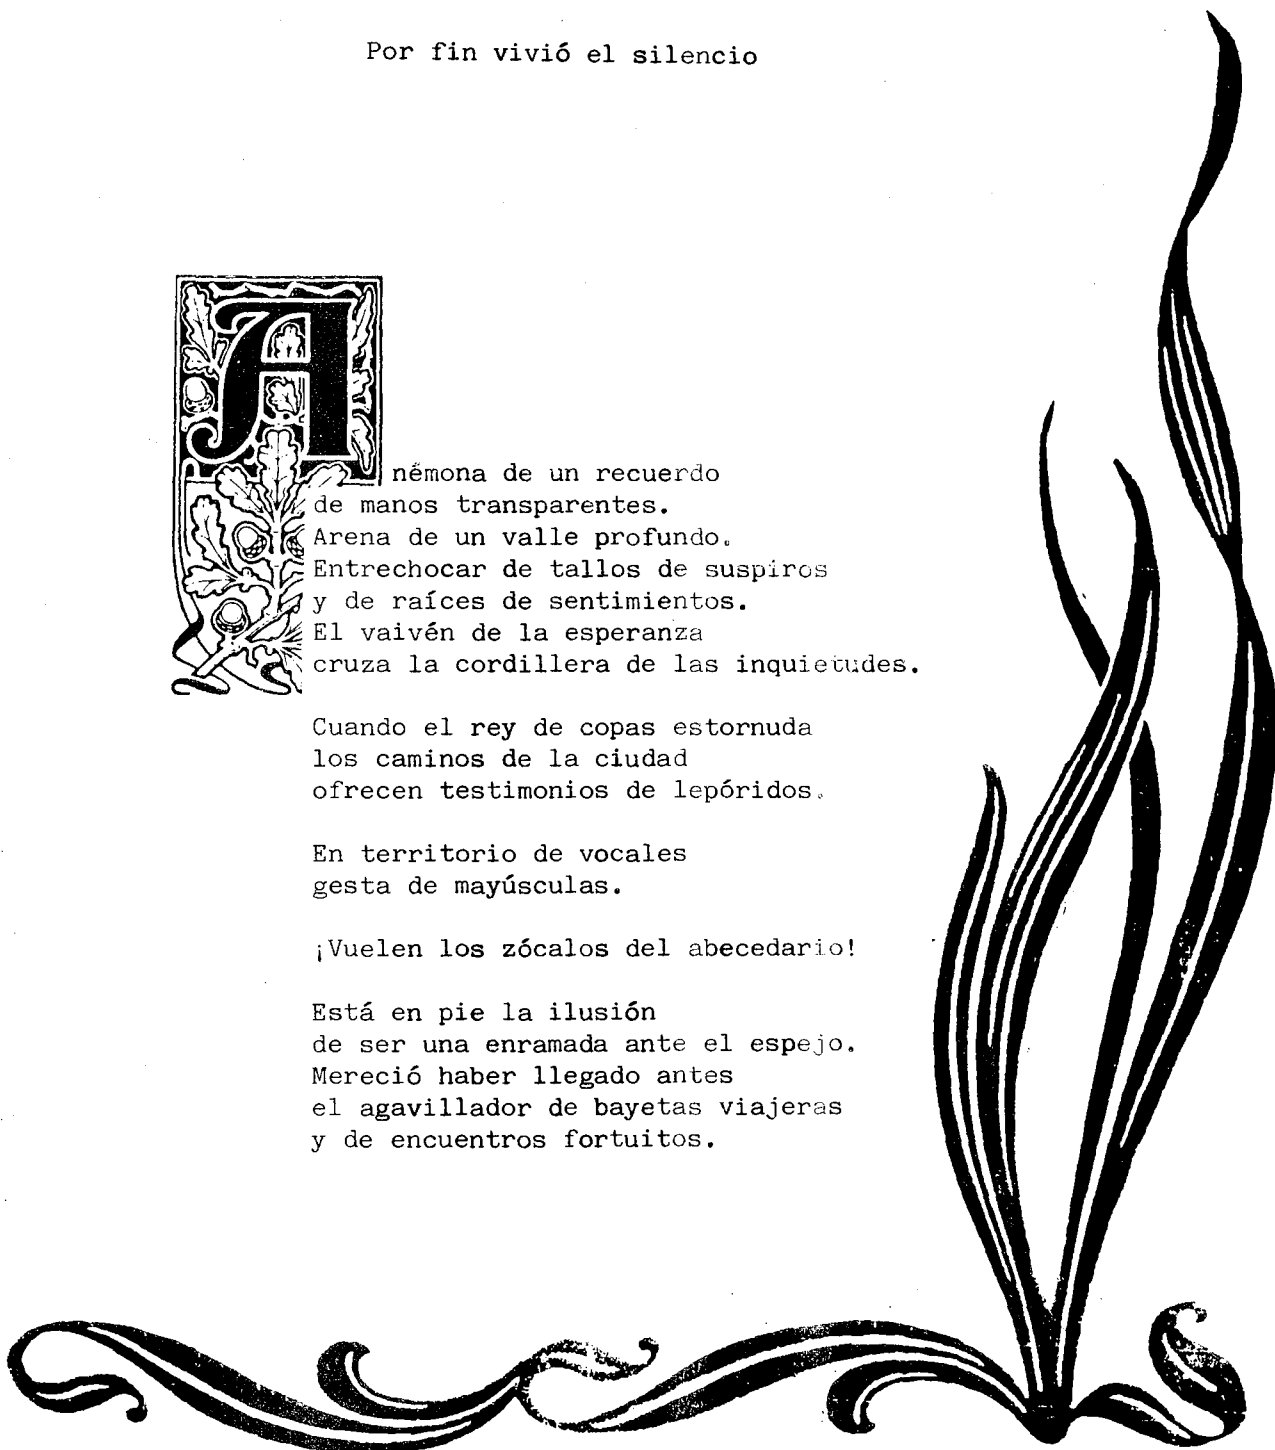 Por fin vivió el silencio
Anémona de un recuerdo
de manos transparentes.
Arena de un valle profundo.
Entrechocar de tallos de suspiros
y de raíces de sentimientos.
El vaivén de la esperanza
cruza la cordillera de las inquietudes.
Cuando el rey de copas estornuda
los caminos de la ciudad
ofrecen testimonios de lepóridos.
En territorio de vocales
gesta de mayúsculas.
¡Vuelen los zócalos del abecedario!
Está en pie la ilusión
de ser una enramada ante el espejo.
Mereció haber llegado antes
el agavillador de bayetas viajeras
y de encuentros fortuitos.